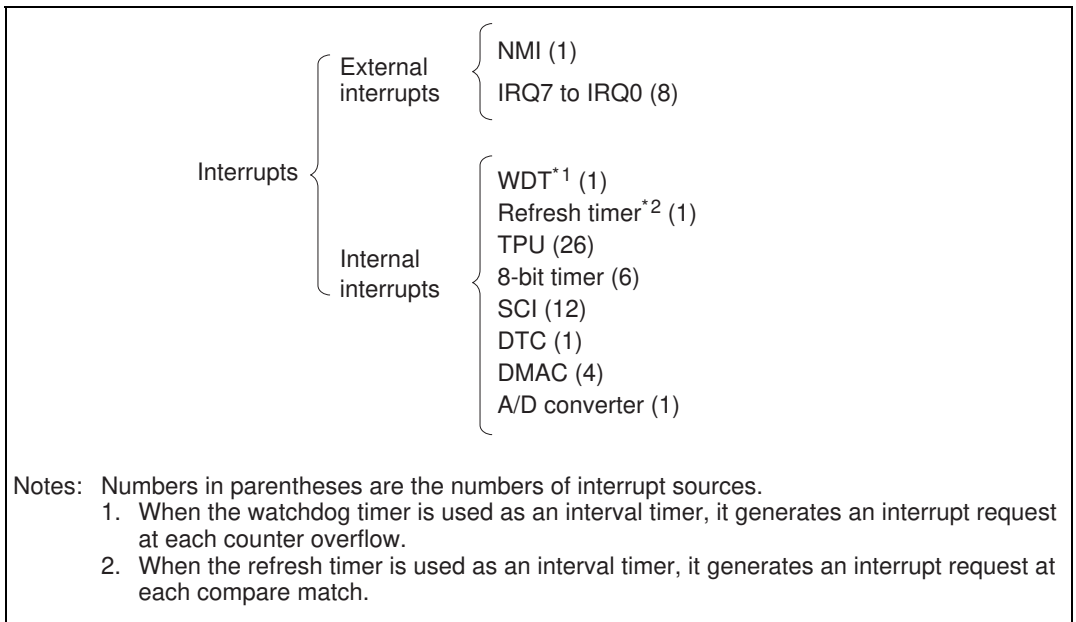 External
interrupts
NMI (1)
IRQ7 to IRQ0 (8)
Interrupts
Internal
interrupts
WDT*1 (1)
Refresh timer*2 (1)
TPU (26)
8-bit timer (6)
SCI (12)
DTC (1)
DMAC (4)
A/D converter (1)
Notes: Numbers in parentheses are the numbers of interrupt sources.
1. When the watchdog timer is used as an interval timer, it generates an interrupt request
at each counter overflow.
2. When the refresh timer is used as an interval timer, it generates an interrupt request at
each compare match.